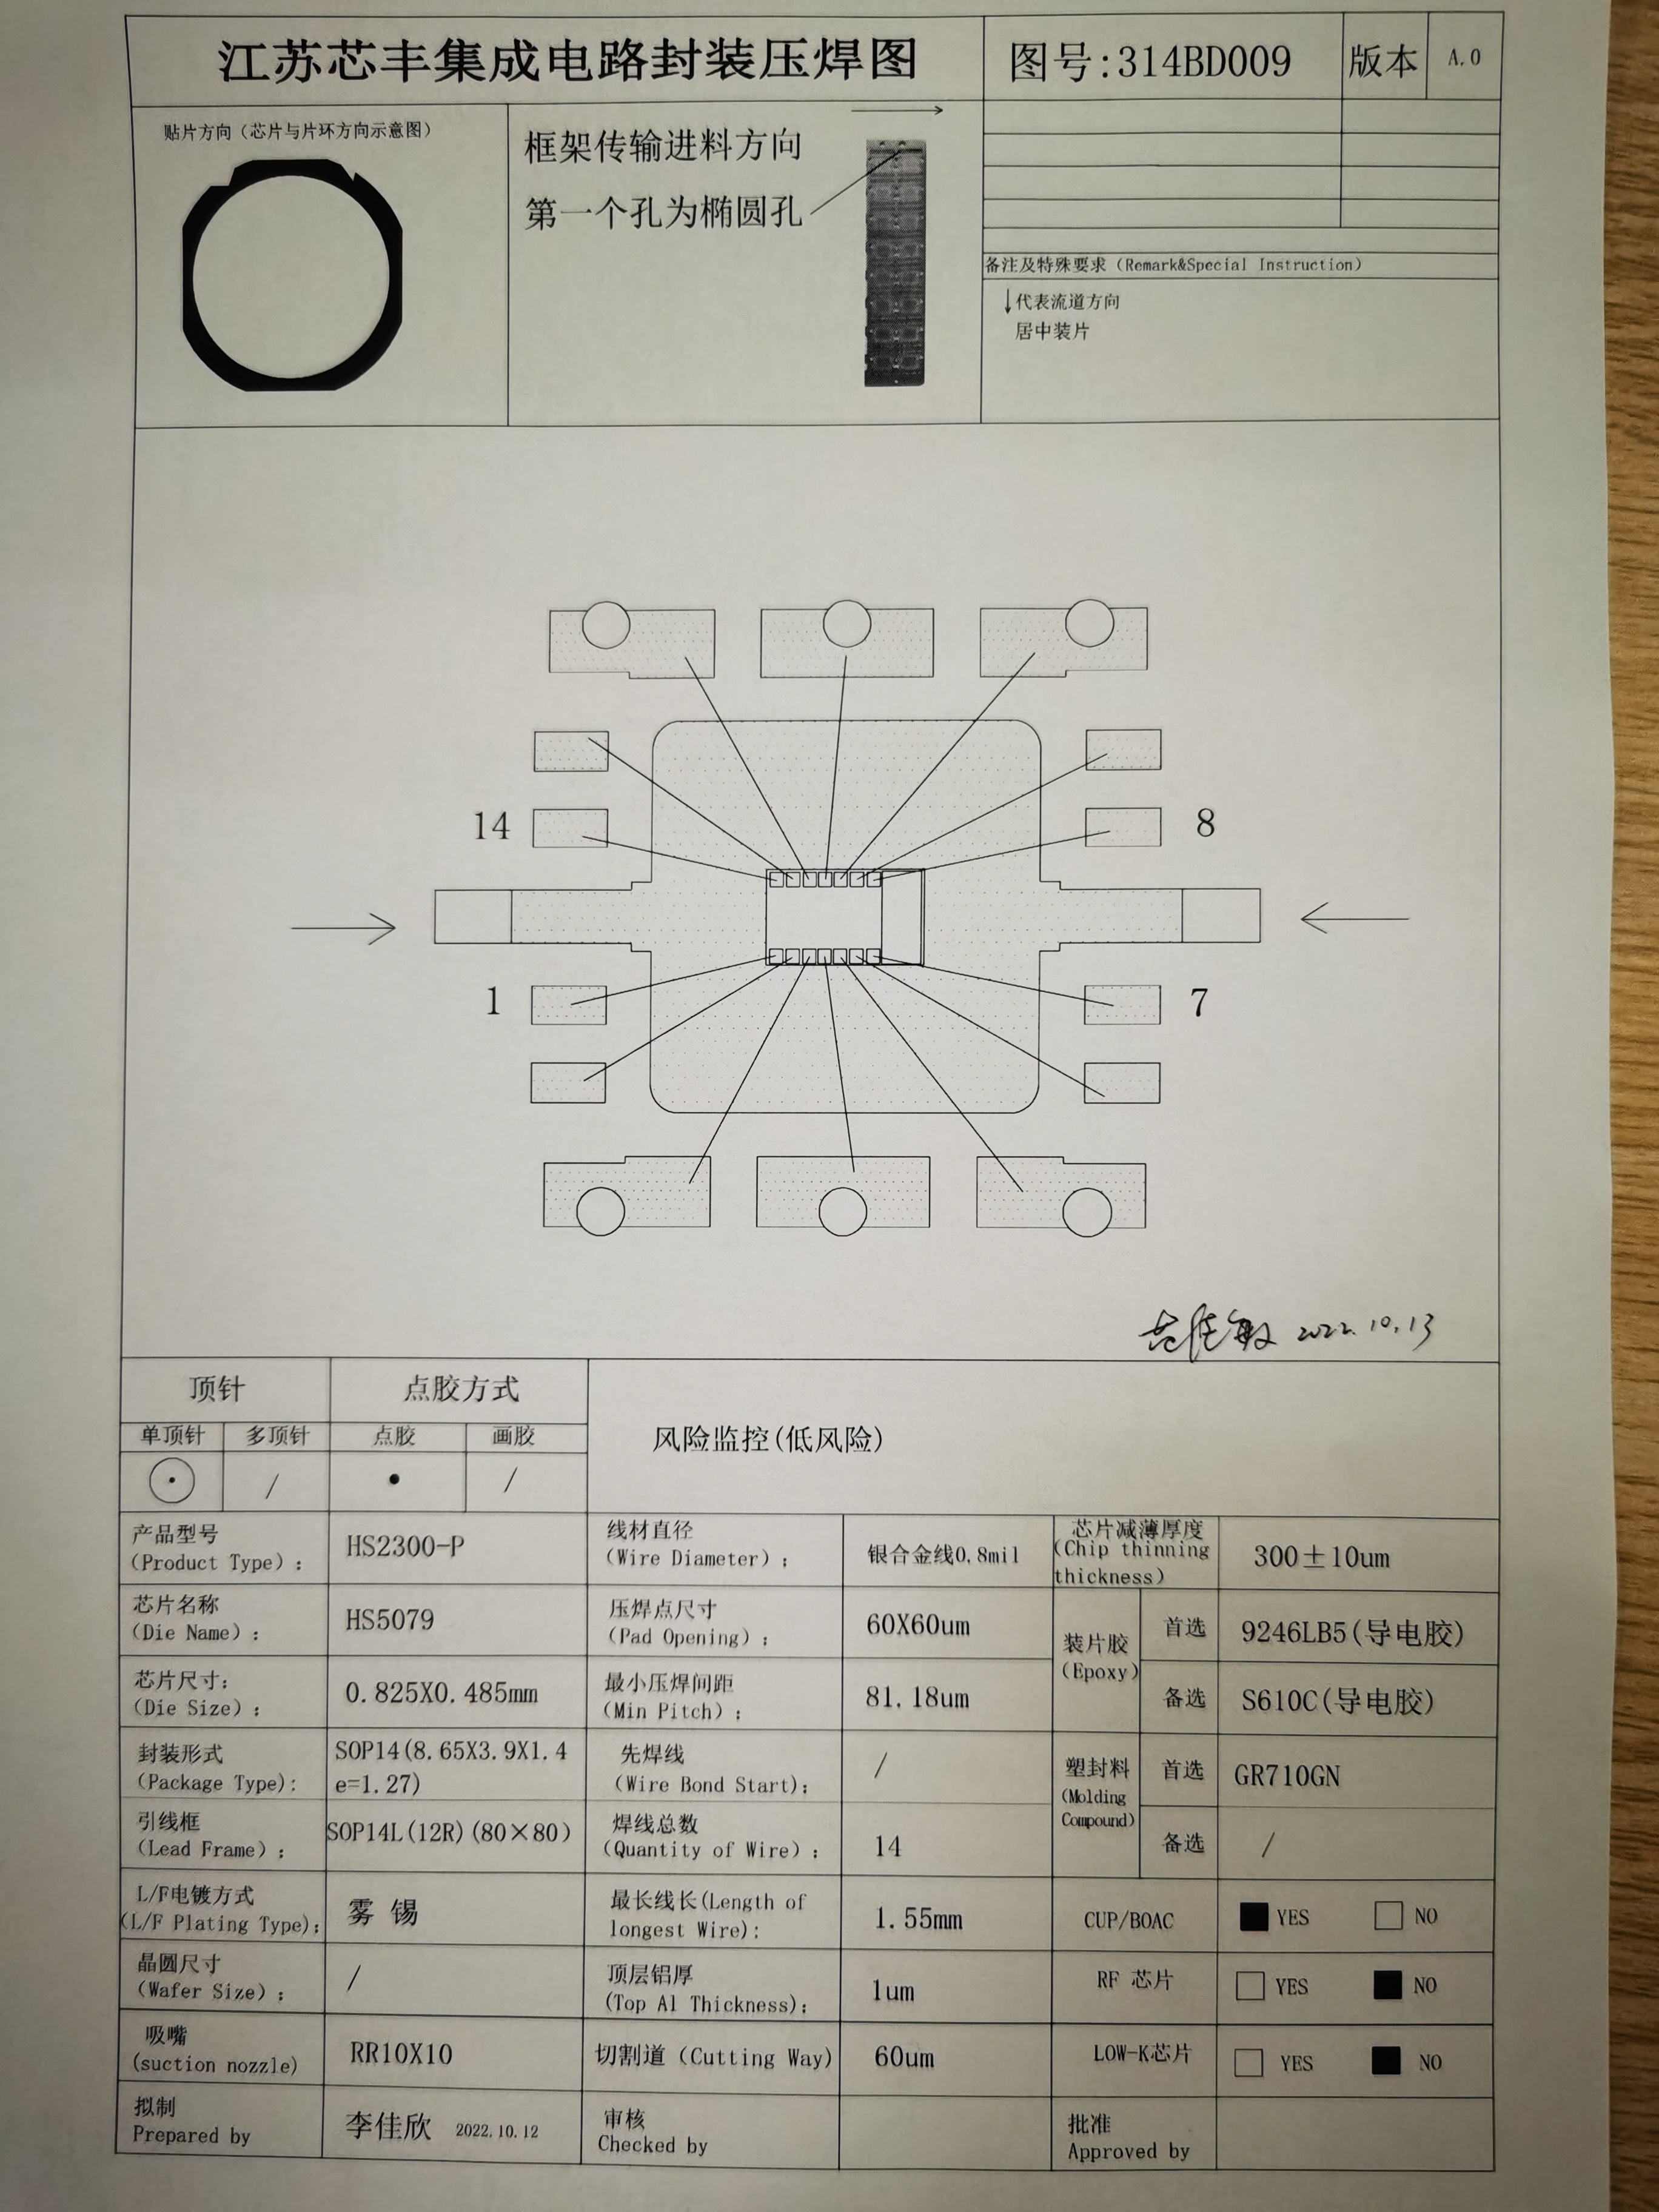 江苏芯丰集成电路封装压焊图
图号:314BD009
版本
A.0
贴片方向（芯片与片环方向示意图）
框架传输进料方向
第一个孔为椭圆孔
备注及特殊要求（Remark&Special Instruction）
↓代表流道方向
居中装片
14
8
1
7
2022.10.13
顶针
点胶方式
风险监控(低风险)
单顶针
多顶针
点胶
画胶
/
/
产品型号
（Product Type）:
HS2300-P
线材直径
（Wire Diameter）:
银合金线0.8mil
芯片减薄厚度
（Chip thinning
thickness）
300±10um
芯片名称
（Die Name）:
HS5079
压焊点尺寸
（Pad Opening）:
60X60um
装片胶
（Epoxy）
首选
9246LB5(导电胶)
芯片尺寸:
（Die Size）:
0.825X0.485mm
最小压焊间距
（Min Pitch）:
81.18um
备选
S610C(导电胶)
封装形式
（Package Type):
SOP14(8.65X3.9X1.4
e=1.27)
先焊线
（Wire Bond Start):
/
塑封料
(Molding
Compound)
首选
GR710GN
引线框
（Lead Frame）:
SOP14L(12R)(80×80)
焊线总数
（Quantity of Wire）:
14
备选
/
L/F电镀方式
(L/F Plating Type):
雾 锡
最长线长(Length of
longest Wire):
1.55mm
CUP/BOAC
YES
NO
晶圆尺寸
（Wafer Size）:
/
顶层铝厚
(Top Al Thickness):
1um
RF 芯片
YES
NO
吸嘴
(suction nozzle)
RR10X10
切割道（Cutting Way)
60um
LOW-K芯片
YES
NO
拟制
Prepared by
李佳欣 2022.10.12
审核
Checked by
批准
Approved by